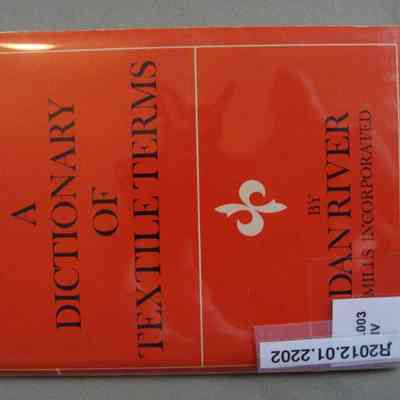 A
DICTIONARY
OF
TEXTILE TERMS
BY
DAN RIVER
MILLS INCORPORATED
.003
IV
R2012.01.2202